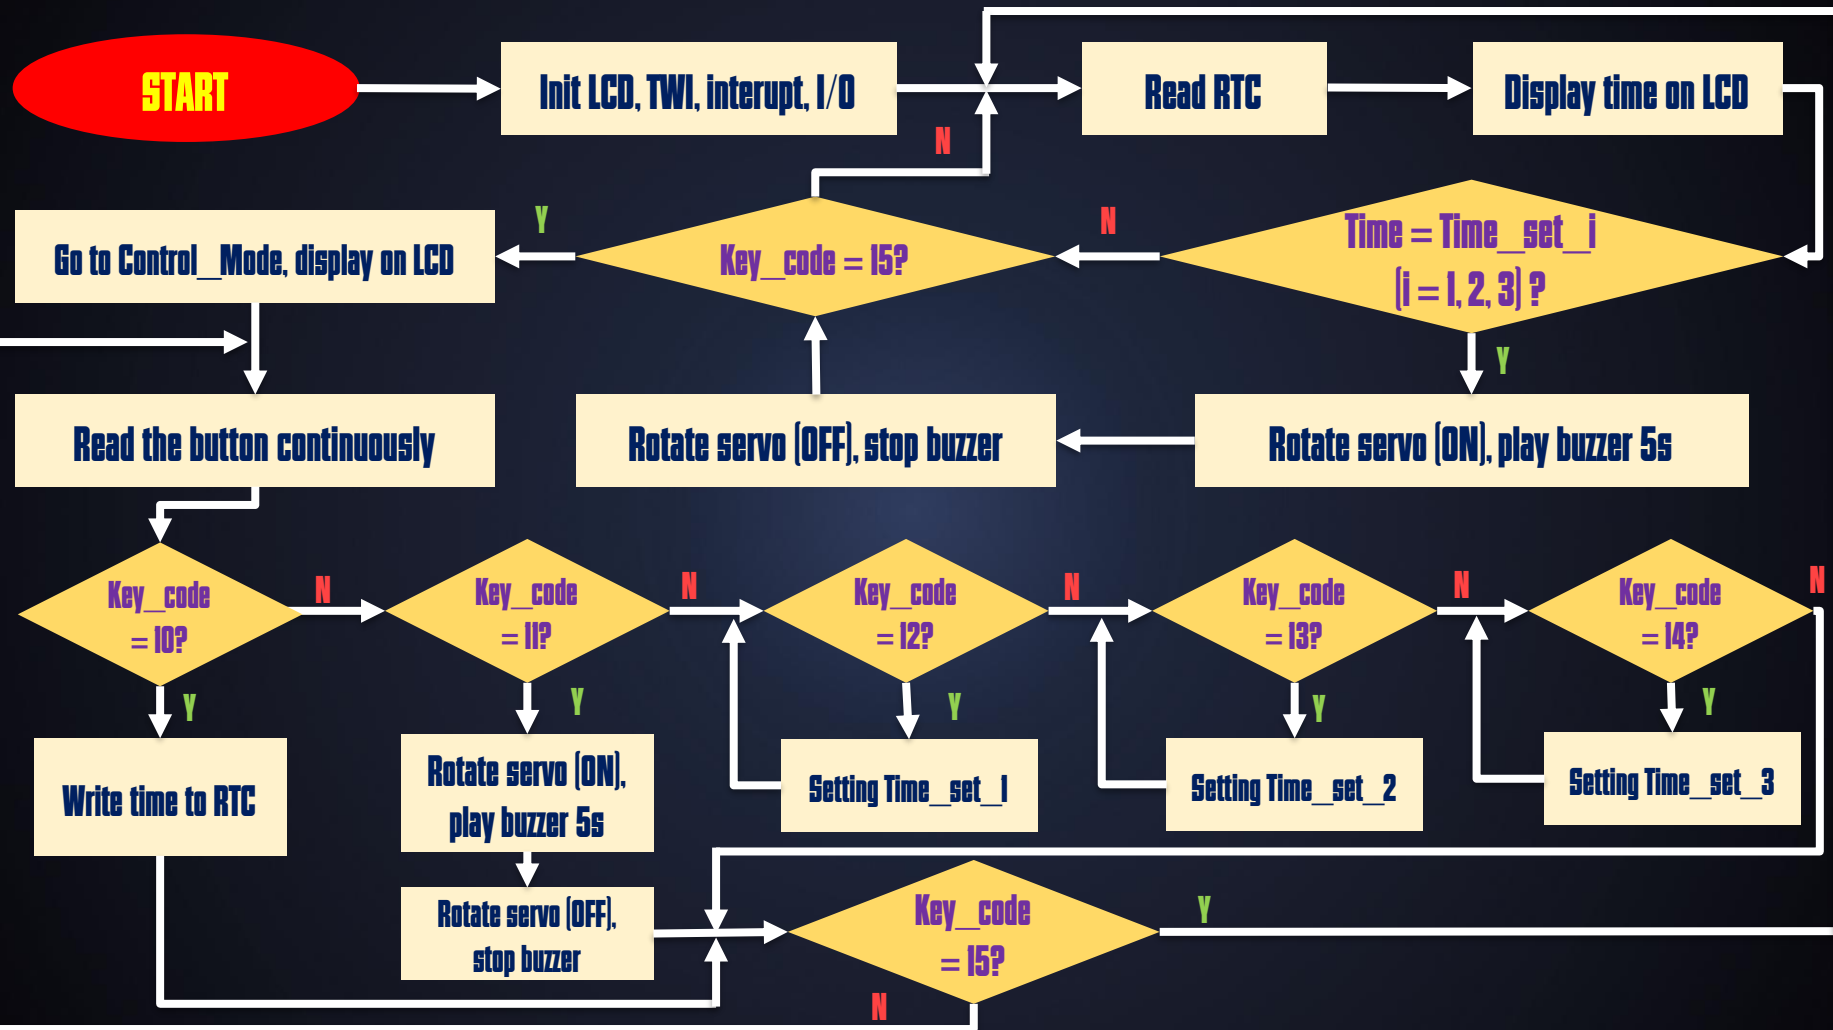 START
Init LCD, TWI, interupt, I/O
Read RTC
Display time on LCD
N
Go to Control_Mode, display on LCD
Y
Key_code = 15?
N
Time = Time_set_i
(i = 1, 2, 3) ?
Y
Read the button continuously
Rotate servo (OFF), stop buzzer
Rotate servo (ON), play buzzer 5s
Key_code
= 10?
N
Key_code
= 11?
N
Key_code
= 12?
N
Key_code
= 13?
N
Key_code
= 14?
N
Y
Y
Y
Y
Y
Write time to RTC
Rotate servo (ON),
play buzzer 5s
Setting Time_set_1
Setting Time_set_2
Setting Time_set_3
Rotate servo (OFF),
stop buzzer
Key_code
= 15?
Y
N